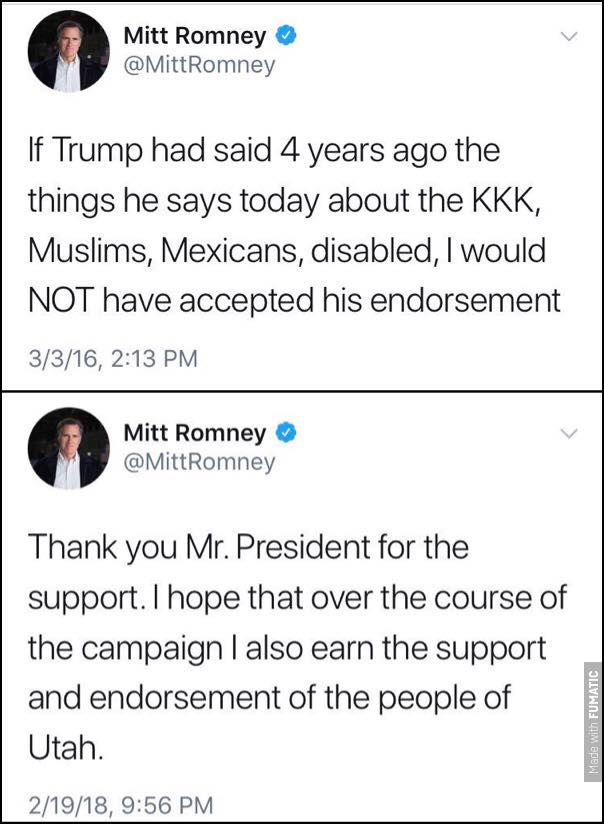 Mitt Romney
@MittRomney
If Trump had said 4 years ago the
things he says today about the KKK,
Muslims, Mexicans, disabled, I would
NOT have accepted his endorsement
3/3/16, 2:13 PM
Mitt Romney
@MittRomney
Thank you Mr. President for the
support. I hope that over the course of
the campaign I also earn the support
and endorsement of the people of
Utah.
2/19/18, 9:56 PM
Made with FUMATIC